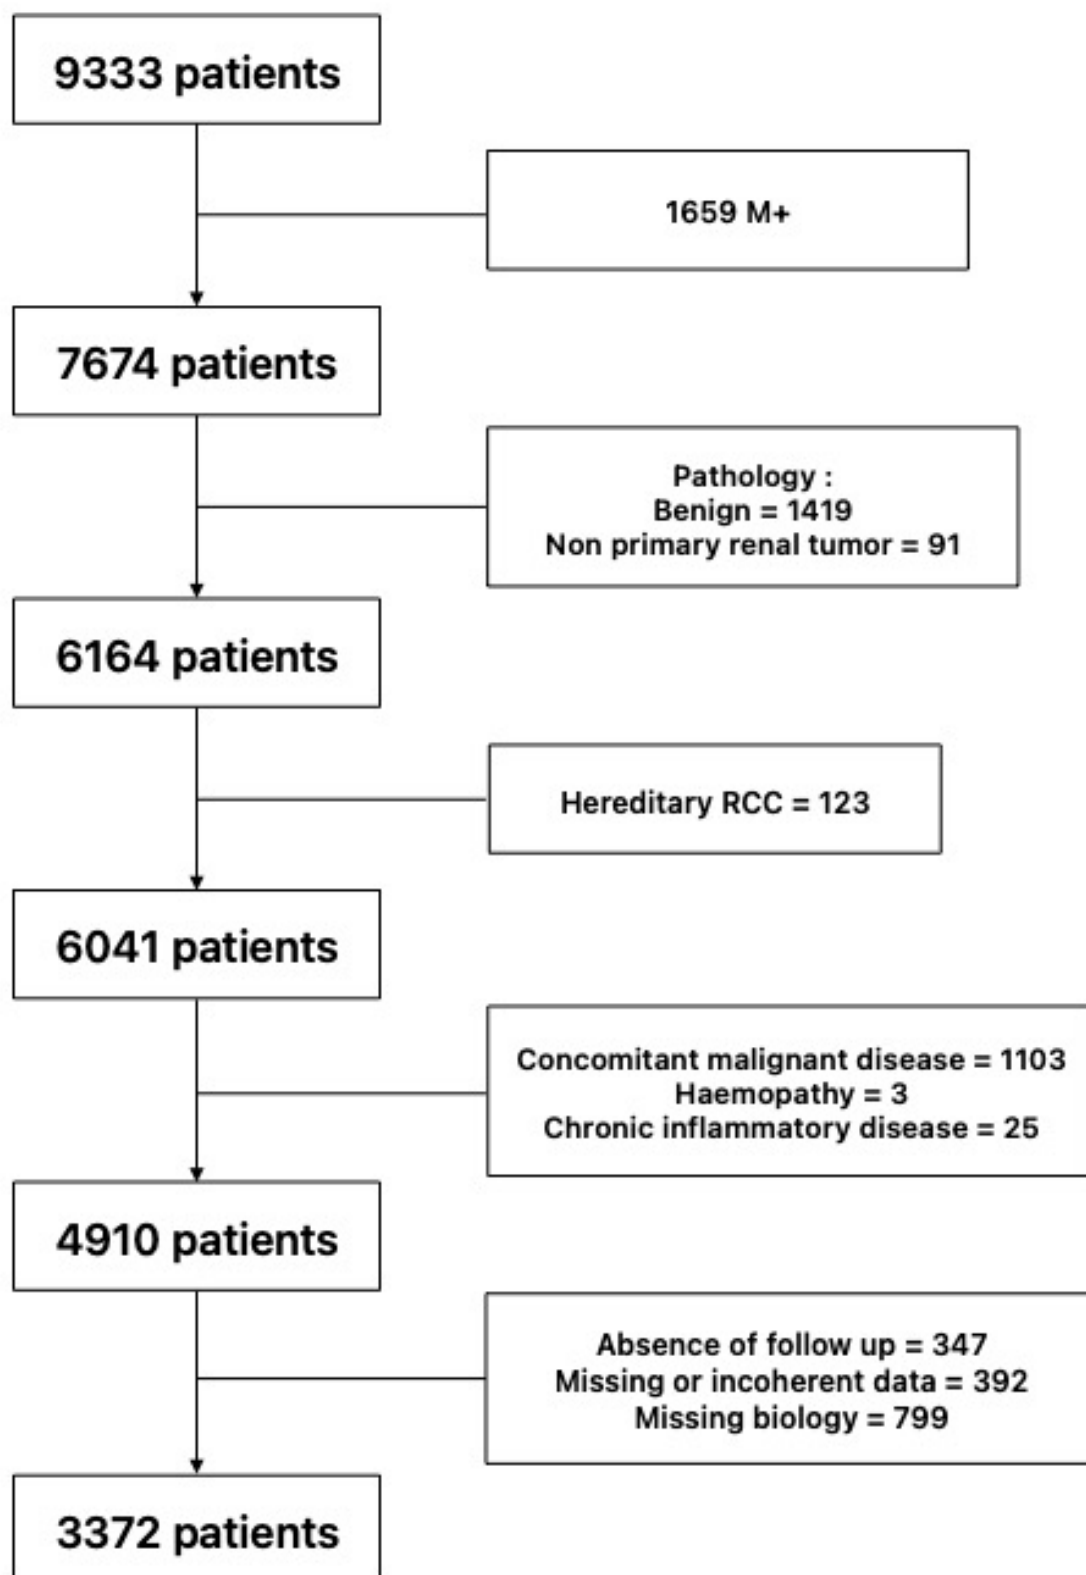 9333 patients
1659 M+
7674 patients
Pathology :
Benign = 1419
Non primary renal tumor = 91
6164 patients
Hereditary RCC = 123
6041 patients
Concomitant malignant disease = 1103
Haemopathy = 3
Chronic inflammatory disease = 25
4910 patients
Absence of follow up = 347
Missing or incoherent data = 392
Missing biology = 799
3372 patients